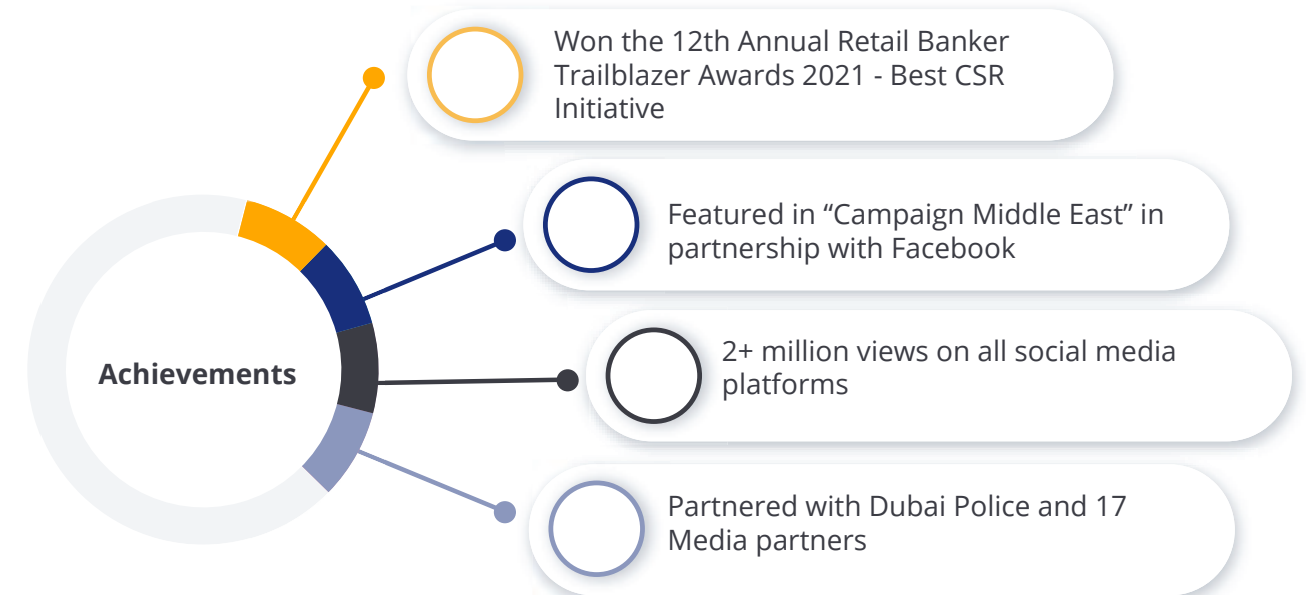 Won the 12th Annual Retail Banker
Trailblazer Awards 2021 - Best CSR
Initiative
Featured in “Campaign Middle East” in
partnership with Facebook
Achievements
2+ million views on all social media
platforms
Partnered with Dubai Police and 17
Media partners